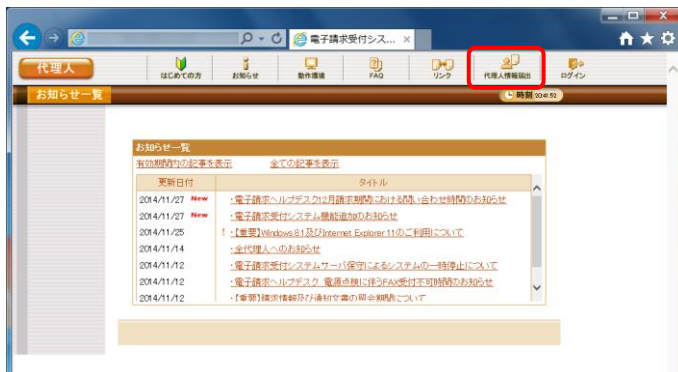 電子請求受付シス...
代理人
はじめての方
お知らせ
動作環境
FAQ
リンク
代理人情報届出
ログイン
お知らせ一覧
時刻 20:41:52
お知らせ一覧
有効期間内の記事を表示 全ての記事を表示
更新日付 タイトル
2014/11/27 New ・電子請求ヘルプデスク12月請求期間における問い合わせ時間のお知らせ
2014/11/27 New ・電子請求受付システム機能追加のお知らせ
2014/11/25 ! ・【重要】Windows 8.1及びInternet Explorer 11のご利用について
2014/11/14 ・全代理人へのお知らせ
2014/11/12 ・電子請求受付システムサーバ保守によるシステムの一時停止について
2014/11/12 ・電子請求ヘルプデスク 電源点検に伴うFAX受付不可時間のお知らせ
2014/11/12 ・【重要】請求情報及び通知文書の照会期間について